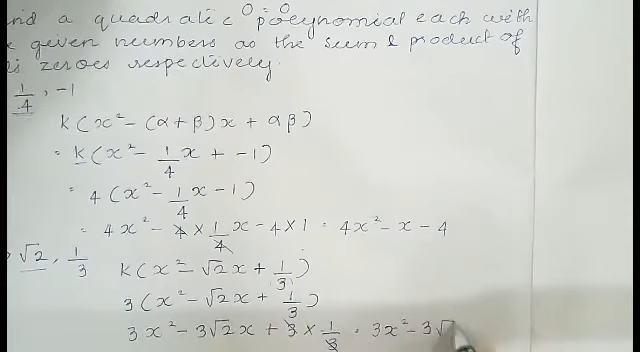 a quadratic polynomial each with
given numbers as the sum & product of
zeroes respectively.
1/4, -1
K(x² - (α+β)x + αβ)
= K(x² - 1/4 x + -1)
= 4(x² - 1/4 x - 1)
= 4x² - 4 × 1/4 x - 4×1 = 4x² - x - 4
√2, 1/3 K(x² - √2x + 1/3)
3(x² - √2x + 1/3)
3x² - 3√2x + 3 × 1/3 = 3x² - 3√